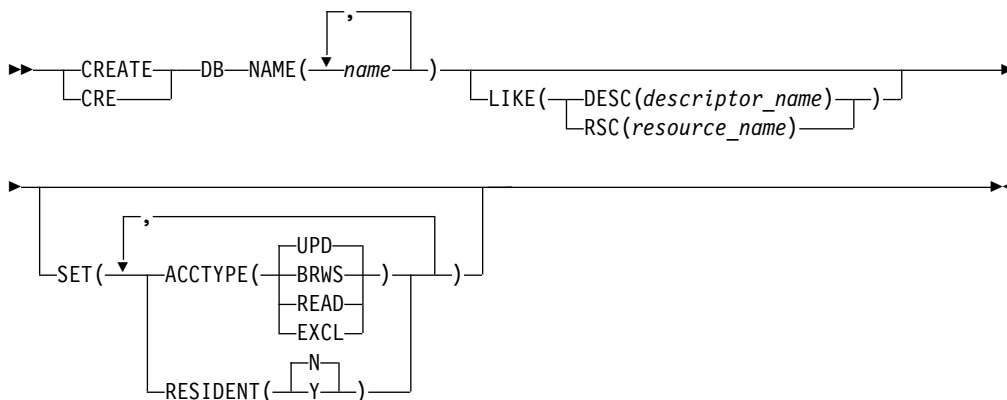 ,
CREATE DB NAME( name )
CRE LIKE( DESC(descriptor_name) )
RSC(resource_name)
,
UPD
SET( ACCTYPE( BRWS ) )
READ
EXCL
N
RESIDENT( Y )